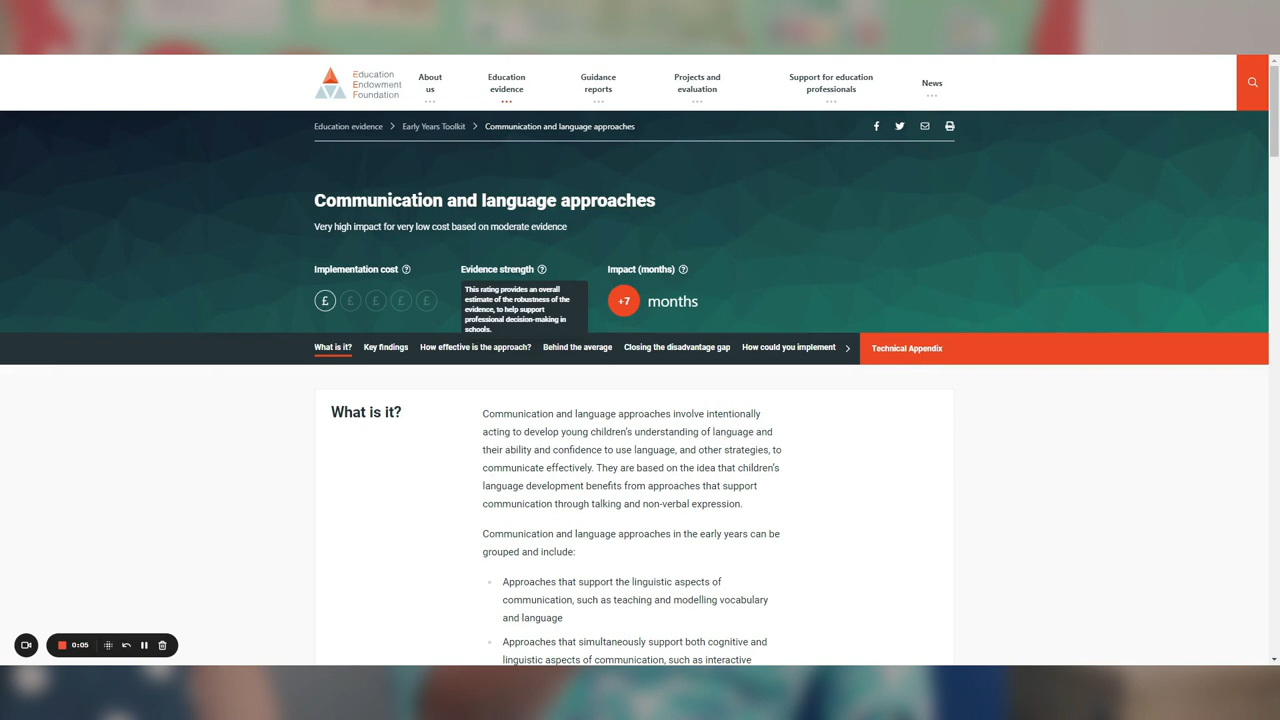 Education
Endowment
Foundation
About
us
Education
evidence
Guidance
reports
Projects and
evaluation
Support for education
professionals
News
Education evidence > Early Years Toolkit > Communication and language approaches
Communication and language approaches
Very high impact for very low cost based on moderate evidence
Implementation cost ?
£ £ £ £ £
Evidence strength ?
This rating provides an overall
estimate of the robustness of the
evidence, to help support
professional decision-making in
schools.
Impact (months) ?
+7 months
What is it? Key findings How effective is the approach? Behind the average Closing the disadvantage gap How could you implement
Technical Appendix
What is it?
Communication and language approaches involve intentionally
acting to develop young children's understanding of language and
their ability and confidence to use language, and other strategies, to
communicate effectively. They are based on the idea that children's
language development benefits from approaches that support
communication through talking and non-verbal expression.
Communication and language approaches in the early years can be
grouped and include:
Approaches that support the linguistic aspects of
communication, such as teaching and modelling vocabulary
and language
Approaches that simultaneously support both cognitive and
linguistic aspects of communication, such as interactive
0:05